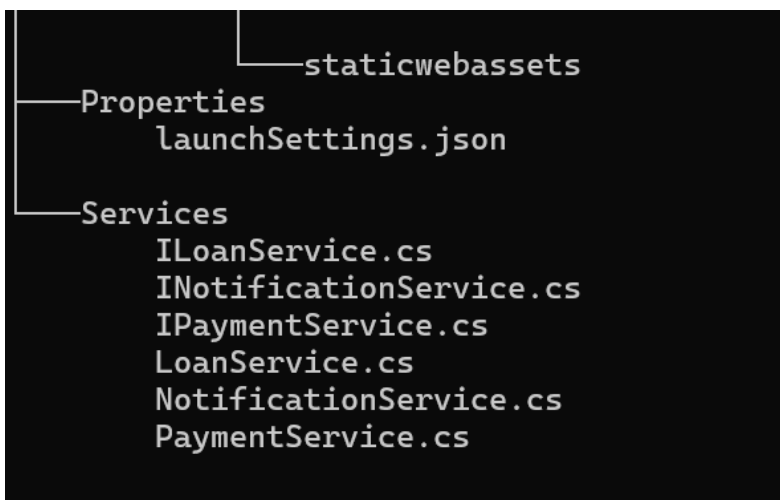 staticwebassets
Properties
launchSettings.json
Services
ILoanService.cs
INotificationService.cs
IPaymentService.cs
LoanService.cs
NotificationService.cs
PaymentService.cs